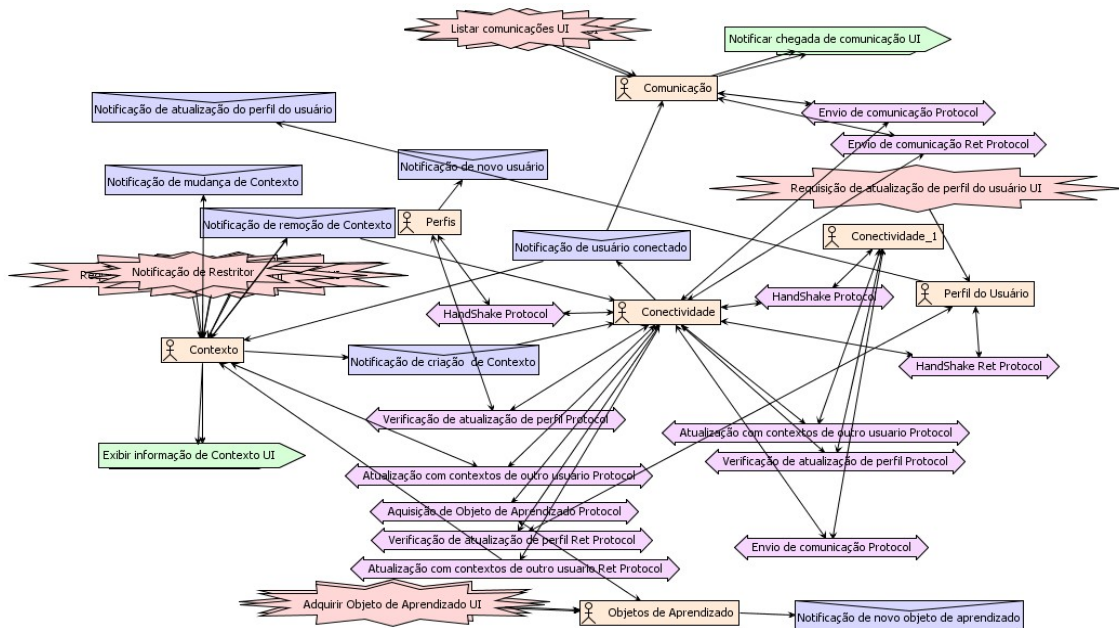 Listar comunicações UI
Notificar chegada de comunicação UI
Comunicação
Notificação de atualização do perfil do usuário
Envio de comunicação Protocol
Envio de comunicação Ret Protocol
Notificação de novo usuário
Notificação de mudança de Contexto
Requisição de atualização de perfil do usuário UI
Notificação de remoção de Contexto
Perfis
Conectividade_1
Notificação de usuário conectado
Notificação de Restritor
Perfil do Usuário
HandShake Protocol
HandShake Protocol
Conectividade
Contexto
Notificação de criação de Contexto
HandShake Ret Protocol
Verificação de atualização de perfil Protocol
Atualização com contextos de outro usuario Protocol
Exibir informação de Contexto UI
Verificação de atualização de perfil Protocol
Atualização com contextos de outro usuario Protocol
Aquisição de Objeto de Aprendizado Protocol
Verificação de atualização de perfil Ret Protocol
Envio de comunicação Protocol
Atualização com contextos de outro usuario Ret Protocol
Adquirir Objeto de Aprendizado UI
Objetos de Aprendizado
Notificação de novo objeto de aprendizado